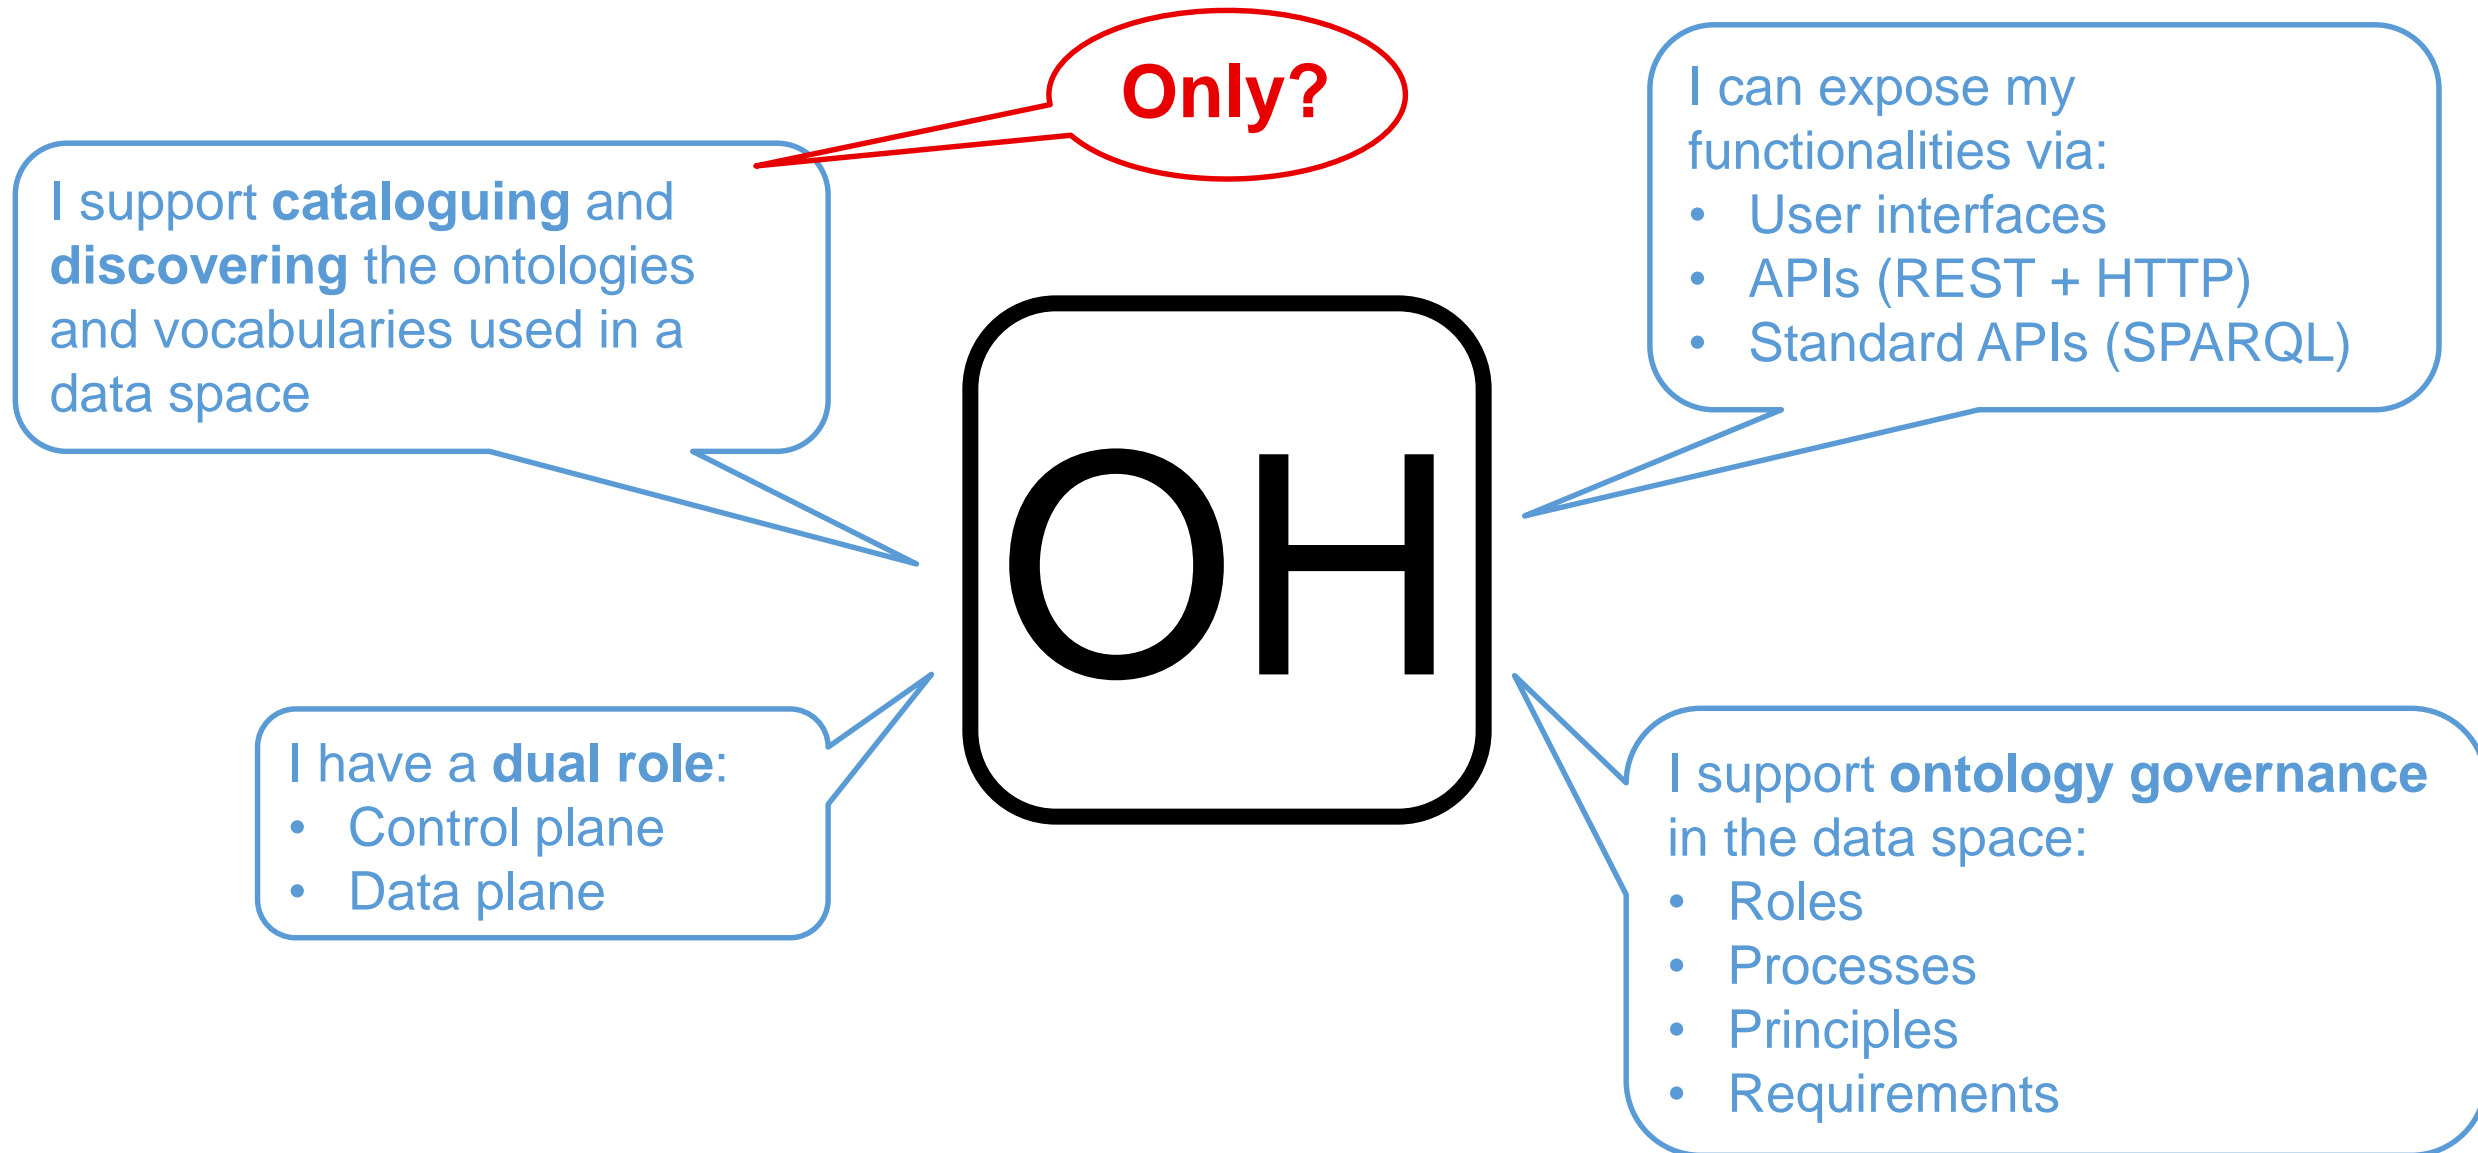 Only?
I support cataloguing and
discovering the ontologies
and vocabularies used in a
data space
I can expose my
functionalities via:
• User interfaces
• APIs (REST + HTTP)
• Standard APIs (SPARQL)
OH
I have a dual role:
• Control plane
• Data plane
I support ontology governance
in the data space:
• Roles
• Processes
• Principles
• Requirements